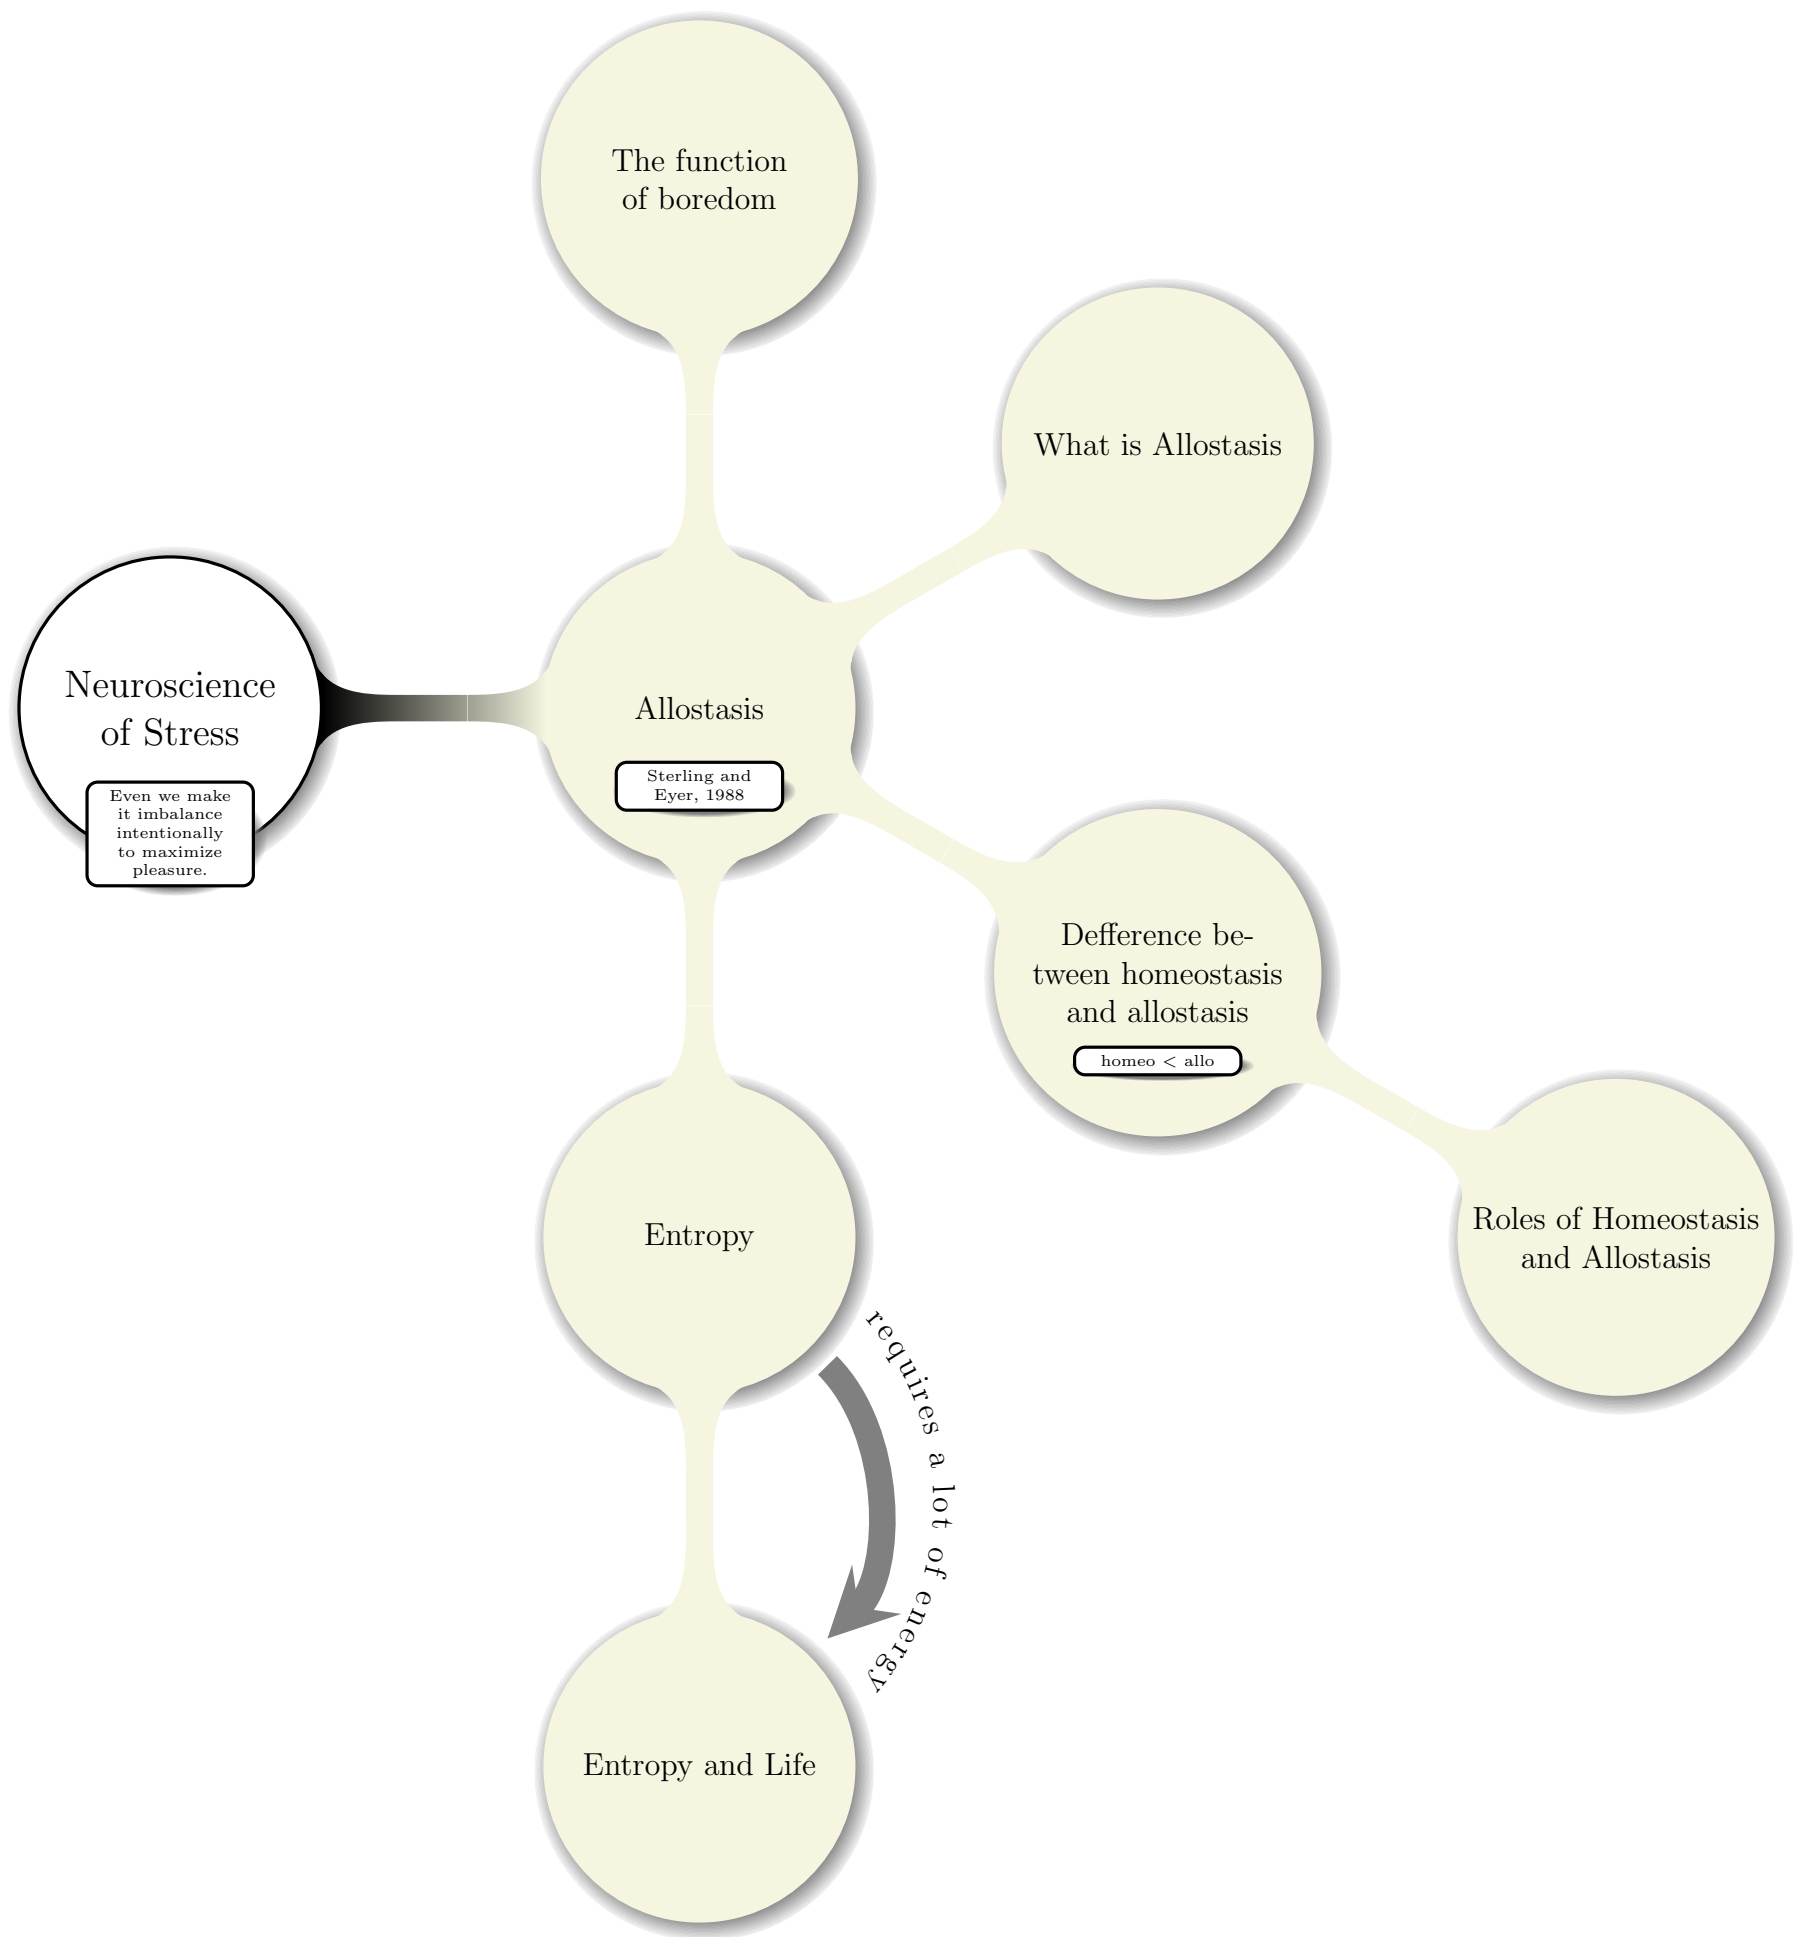 The function
of boredom
What is Allostasis
Neuroscience
of Stress
Even we make
it imbalance
intentionally
to maximize
pleasure.
Allostasis
Sterling and
Eyer, 1988
Defference be-
tween homeostasis
and allostasis
homeo < allo
Roles of Homeostasis
and Allostasis
Entropy
requires a lot of energy
Entropy and Life